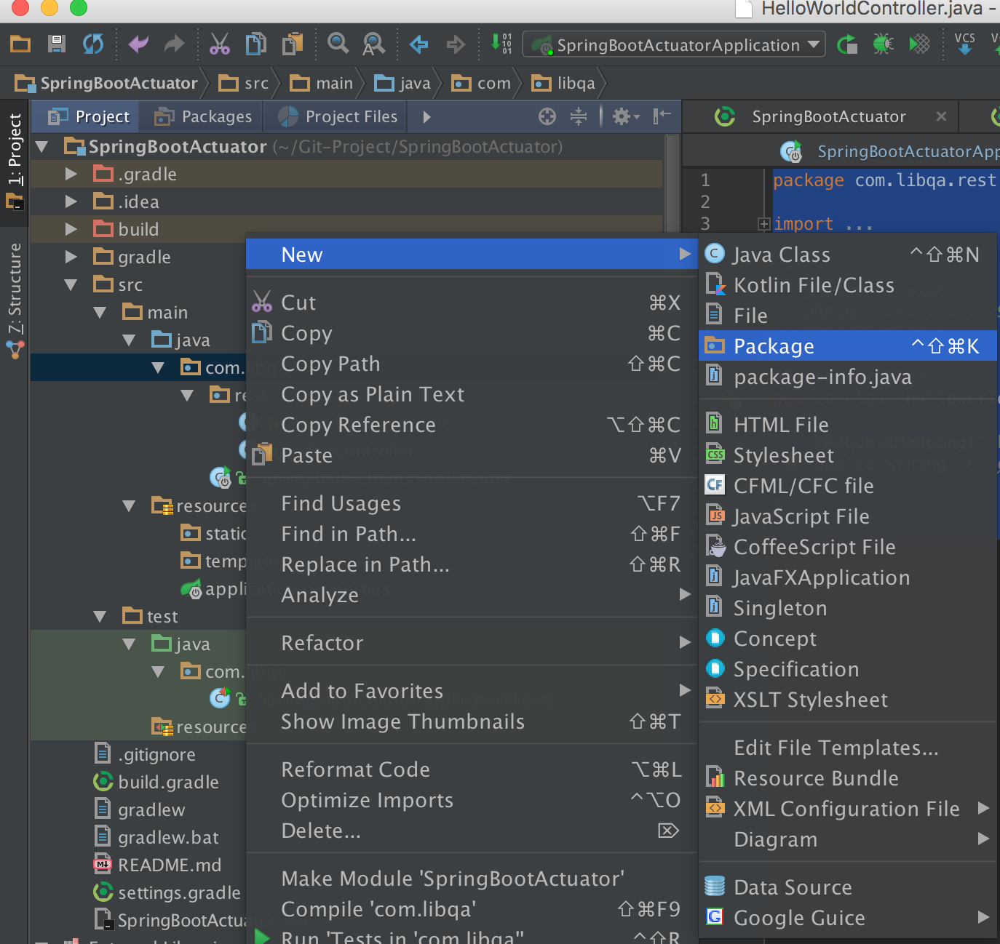 HelloWorldController.java -
SpringBootActuatorApplication
VCS
SpringBootActuator
src
main
java
com
libqa
1: Project
7: Structure
Project
Packages
Project Files
SpringBootActuator (~/Git-Project/SpringBootActuator)
.gradle
.idea
build
gradle
src
main
java
com.
resource
static
temp
appli
test
java
com.
resource
.gitignore
build.gradle
gradlew
gradlew.bat
README.md
settings.gradle
SpringBootActua
SpringBootActuator
SpringBootActuatorApp
1
package com.libqa.rest
2
3
import ...
New
Cut ⌘X
Copy ⌘C
Copy Path ⇧⌘C
Copy as Plain Text
Copy Reference ⌥⇧⌘C
Paste ⌘V
Find Usages ⌥F7
Find in Path... ⇧⌘F
Replace in Path... ⇧⌘R
Analyze
Refactor
Add to Favorites
Show Image Thumbnails ⇧⌘T
Reformat Code ⌥⌘L
Optimize Imports ^⌥O
Delete... ⌦
Make Module 'SpringBootActuator'
Compile 'com.libqa' ⇧⌘F9
Run 'Tests in 'com.libqa'' ^⇧R
Java Class ^⇧⌘N
Kotlin File/Class
File
Package ^⇧⌘K
package-info.java
HTML File
Stylesheet
CFML/CFC file
JavaScript File
CoffeeScript File
JavaFXApplication
Singleton
Concept
Specification
XSLT Stylesheet
Edit File Templates...
Resource Bundle
XML Configuration File
Diagram
Data Source
Google Guice